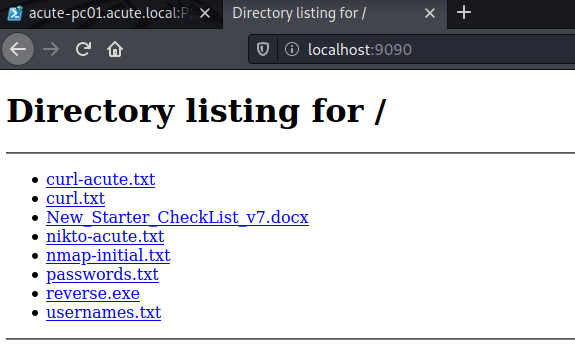 acute-pc01.acute.local:P
Directory listing for /
localhost:9090
Directory listing for /
curl-acute.txt
curl.txt
New_Starter_CheckList_v7.docx
nikto-acute.txt
nmap-initial.txt
passwords.txt
reverse.exe
usernames.txt